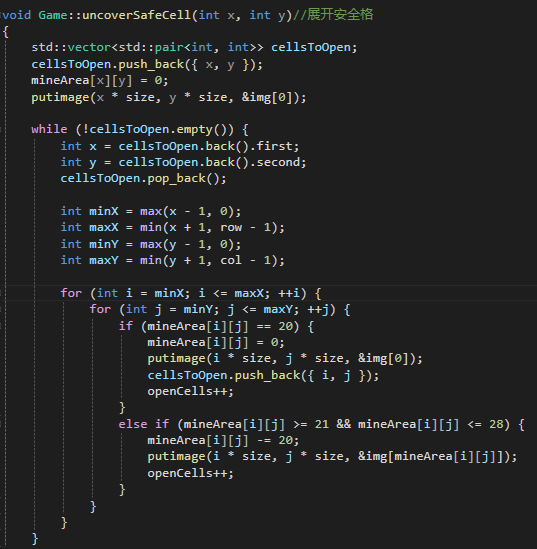 void Game::uncoverSafeCell(int x, int y)//展开安全格
{
    std::vector<std::pair<int, int>> cellsToOpen;
    cellsToOpen.push_back({ x, y });
    mineArea[x][y] = 0;
    putimage(x * size, y * size, &img[0]);

    while (!cellsToOpen.empty()) {
        int x = cellsToOpen.back().first;
        int y = cellsToOpen.back().second;
        cellsToOpen.pop_back();

        int minX = max(x - 1, 0);
        int maxX = min(x + 1, row - 1);
        int minY = max(y - 1, 0);
        int maxY = min(y + 1, col - 1);

        for (int i = minX; i <= maxX; ++i) {
            for (int j = minY; j <= maxY; ++j) {
                if (mineArea[i][j] == 20) {
                    mineArea[i][j] = 0;
                    putimage(i * size, j * size, &img[0]);
                    cellsToOpen.push_back({ i, j });
                    openCells++;
                }
                else if (mineArea[i][j] >= 21 && mineArea[i][j] <= 28) {
                    mineArea[i][j] -= 20;
                    putimage(i * size, j * size, &img[mineArea[i][j]]);
                    openCells++;
                }
            }
        }
    }